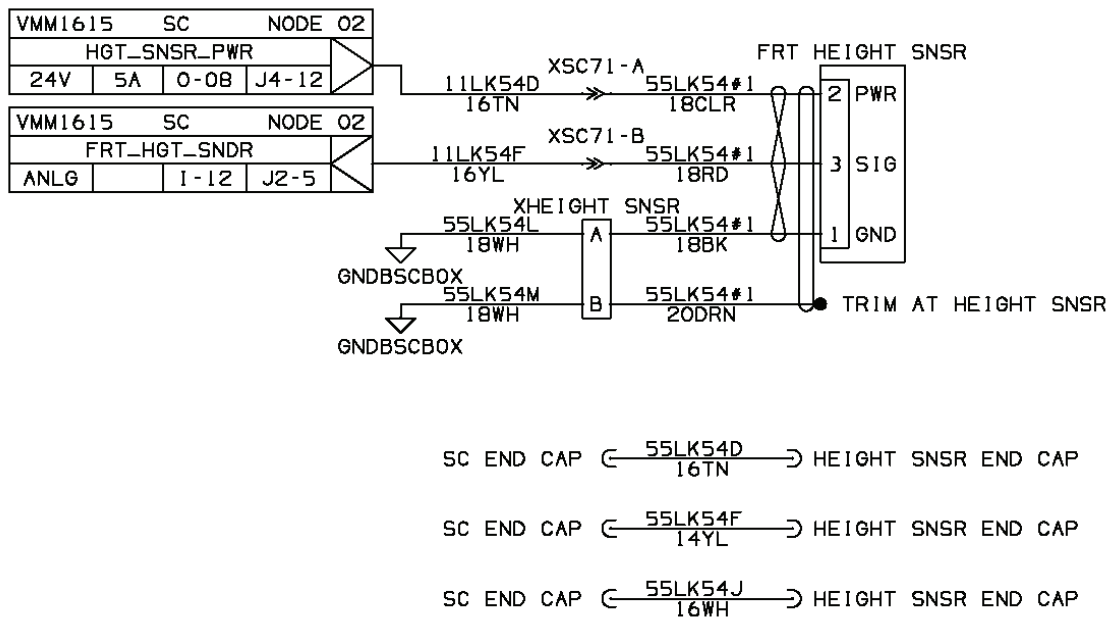 VMM1615 SC NODE 02
HGT_SNSR_PWR
24V 5A O-08 J4-12
VMM1615 SC NODE 02
FRT_HGT_SNDR
ANLG I-12 J2-5
FRT HEIGHT SNSR
XSC71-A
11LK54D 55LK54#1
16TN 18CLR
2 PWR
XSC71-B
11LK54F 55LK54#1
16YL 18RD
3 SIG
XHEIGHT SNSR
55LK54L A 55LK54#1
18WH 18BK
1 GND
GNDBSCBOX
55LK54M B 55LK54#1
18WH 20DRN
TRIM AT HEIGHT SNSR
GNDBSCBOX
SC END CAP 55LK54D HEIGHT SNSR END CAP
16TN
SC END CAP 55LK54F HEIGHT SNSR END CAP
14YL
SC END CAP 55LK54J HEIGHT SNSR END CAP
16WH